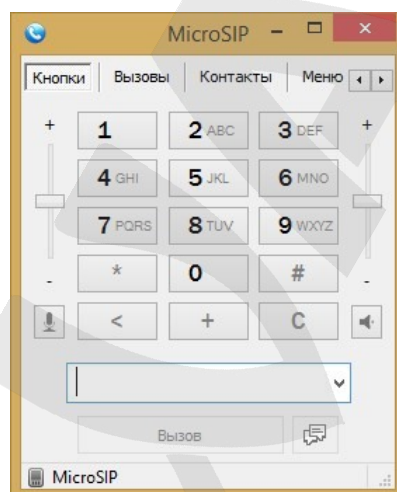 MicroSIP
Кнопки Вызовы Контакты Меню
+ 1 2 ABC 3 DEF +
4 GHI 5 JKL 6 MNO
7 PQRS 8 TUV 9 WXYZ
- * 0 # -
< + C
Вызов
MicroSIP